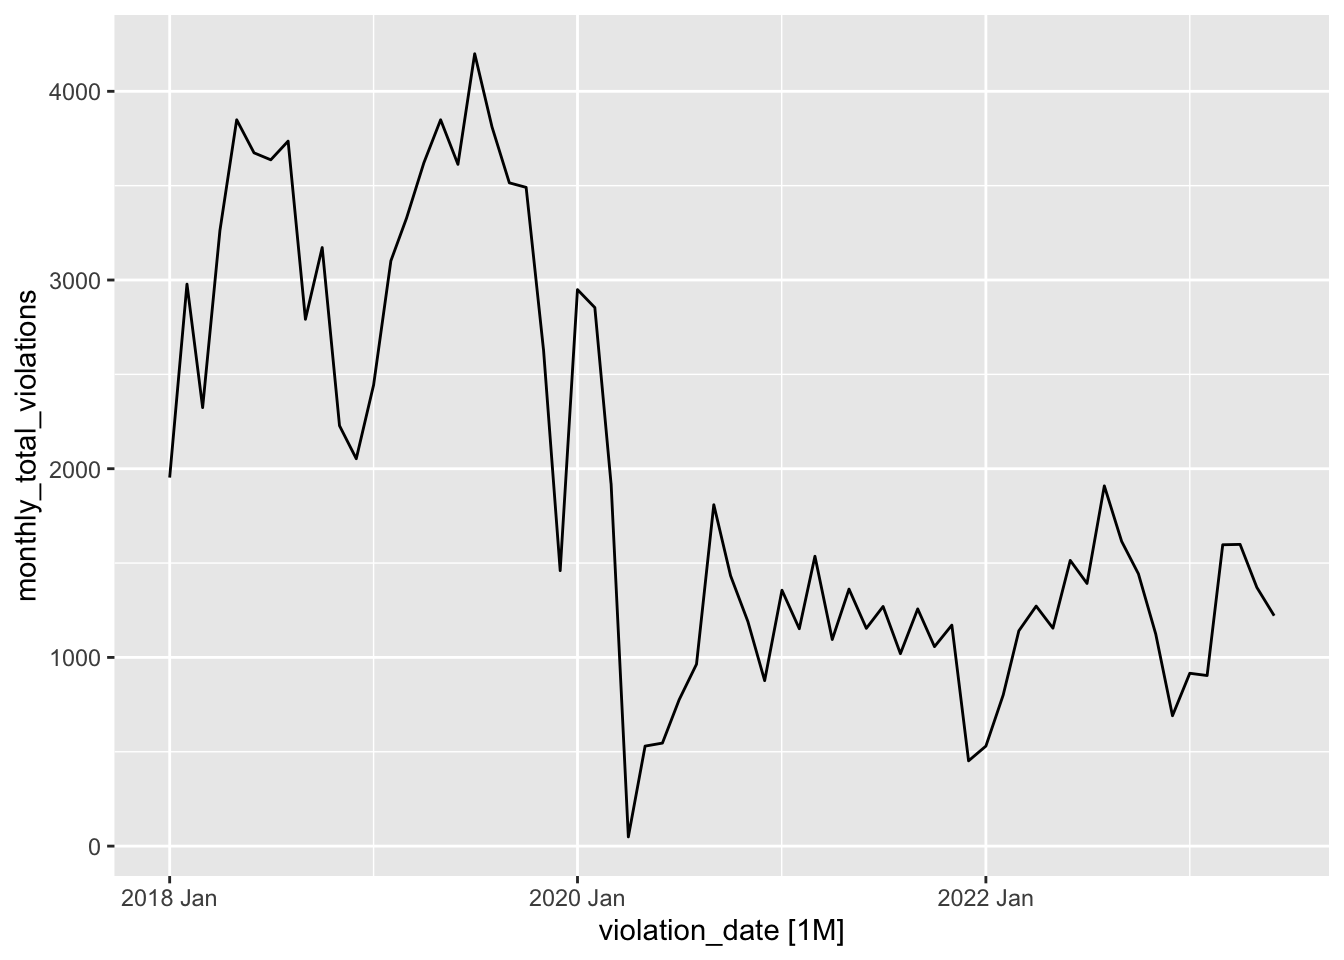 4000
3000
2000
1000
0
monthly_total_violations
2018 Jan
2020 Jan
2022 Jan
violation_date [1M]